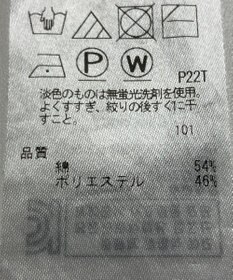 P W P22T
淡色のものは無蛍光洗剤を使用。
よくすすぎ、絞りの後すぐに干
すこと。
101
品質
綿 54%
ポリエステル 46%